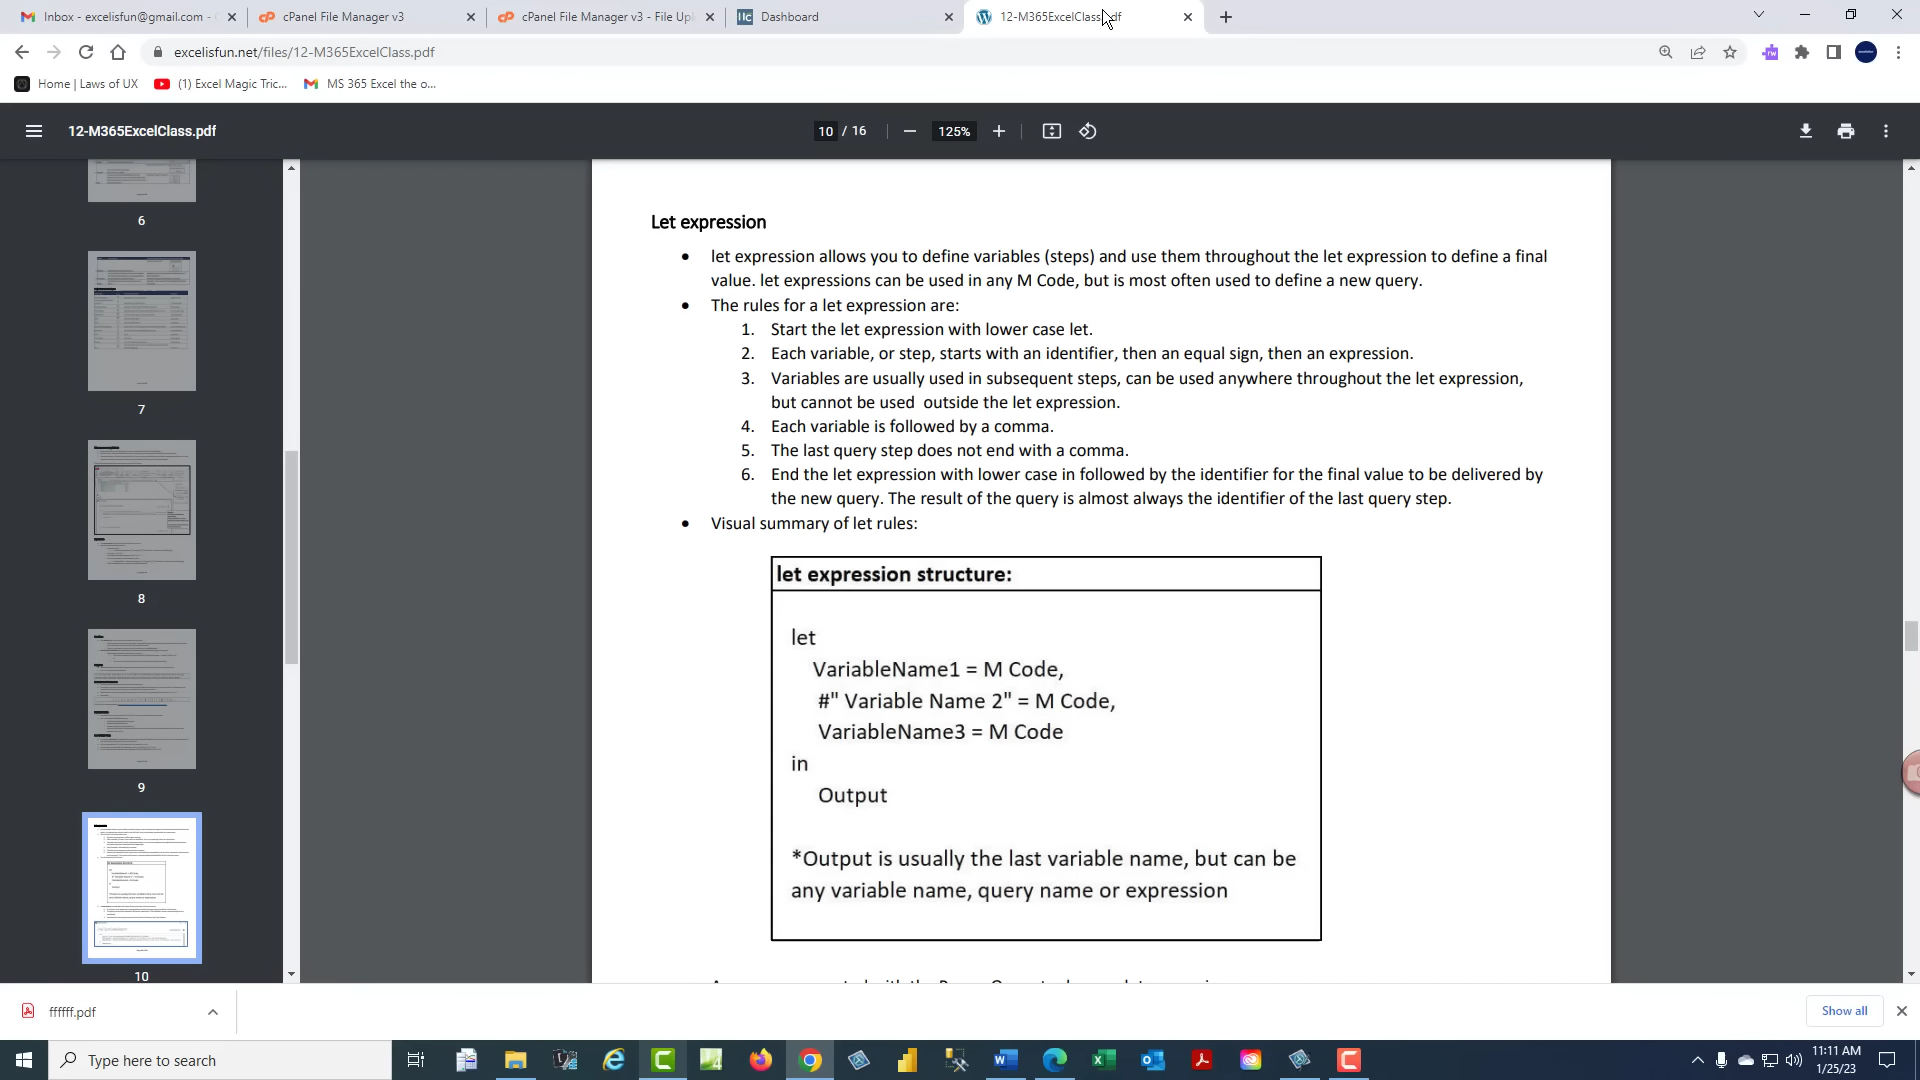 Inbox - excelisfun@gmail.com -
cPanel File Manager v3
cPanel File Manager v3 - File Upl
Dashboard
12-M365ExcelClass.pdf
excelisfun.net/files/12-M365ExcelClass.pdf
Home | Laws of UX
(1) Excel Magic Tric...
MS 365 Excel the o...
12-M365ExcelClass.pdf
10 / 16
125%
6
7
8
9
10
Let expression
• let expression allows you to define variables (steps) and use them throughout the let expression to define a final
value. let expressions can be used in any M Code, but is most often used to define a new query.
• The rules for a let expression are:
1. Start the let expression with lower case let.
2. Each variable, or step, starts with an identifier, then an equal sign, then an expression.
3. Variables are usually used in subsequent steps, can be used anywhere throughout the let expression,
but cannot be used outside the let expression.
4. Each variable is followed by a comma.
5. The last query step does not end with a comma.
6. End the let expression with lower case in followed by the identifier for the final value to be delivered by
the new query. The result of the query is almost always the identifier of the last query step.
• Visual summary of let rules:
let expression structure:
let
VariableName1 = M Code,
#" Variable Name 2" = M Code,
VariableName3 = M Code
in
Output
*Output is usually the last variable name, but can be
any variable name, query name or expression
ffffff.pdf
Show all
Type here to search
11:11 AM
1/25/23